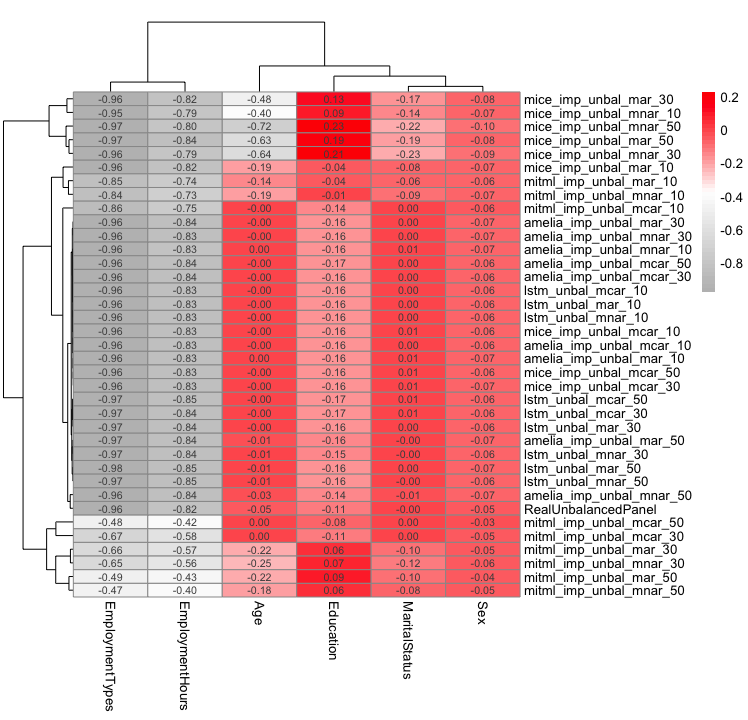 -0.96 -0.82 -0.48 0.13 -0.17 -0.08 mice_imp_unbal_mar_30
-0.95 -0.79 -0.40 0.09 -0.14 -0.07 mice_imp_unbal_mnar_10
-0.97 -0.80 -0.72 0.23 -0.22 -0.10 mice_imp_unbal_mnar_50
-0.97 -0.84 -0.63 0.19 -0.19 -0.08 mice_imp_unbal_mar_50
-0.96 -0.79 -0.64 0.21 -0.23 -0.09 mice_imp_unbal_mnar_30
-0.96 -0.82 -0.19 -0.04 -0.08 -0.07 mice_imp_unbal_mar_10
-0.85 -0.74 -0.14 -0.04 -0.06 -0.06 mitml_imp_unbal_mar_10
-0.84 -0.73 -0.19 -0.01 -0.09 -0.07 mitml_imp_unbal_mnar_10
-0.86 -0.75 -0.00 -0.14 0.00 -0.06 mitml_imp_unbal_mcar_10
-0.96 -0.84 -0.00 -0.16 0.00 -0.07 amelia_imp_unbal_mar_30
-0.96 -0.83 -0.00 -0.16 0.00 -0.07 amelia_imp_unbal_mnar_30
-0.96 -0.83 0.00 -0.16 0.01 -0.07 amelia_imp_unbal_mnar_10
-0.96 -0.84 -0.00 -0.17 0.00 -0.06 amelia_imp_unbal_mcar_50
-0.96 -0.84 -0.00 -0.16 0.00 -0.06 amelia_imp_unbal_mcar_30
-0.96 -0.83 -0.00 -0.16 0.00 -0.06 lstm_unbal_mcar_10
-0.96 -0.83 -0.00 -0.16 0.00 -0.06 lstm_unbal_mar_10
-0.96 -0.83 -0.00 -0.16 0.00 -0.06 lstm_unbal_mnar_10
-0.96 -0.83 -0.00 -0.16 0.01 -0.06 mice_imp_unbal_mcar_10
-0.96 -0.83 -0.00 -0.16 0.00 -0.06 amelia_imp_unbal_mcar_10
-0.96 -0.83 0.00 -0.16 0.01 -0.07 amelia_imp_unbal_mar_10
-0.96 -0.83 -0.00 -0.16 0.01 -0.06 mice_imp_unbal_mcar_50
-0.96 -0.83 -0.00 -0.16 0.01 -0.07 mice_imp_unbal_mcar_30
-0.97 -0.85 -0.00 -0.17 0.01 -0.06 lstm_unbal_mcar_50
-0.97 -0.84 -0.00 -0.17 0.01 -0.06 lstm_unbal_mcar_30
-0.97 -0.84 -0.00 -0.16 0.00 -0.06 lstm_unbal_mar_30
-0.97 -0.84 -0.01 -0.16 -0.00 -0.07 amelia_imp_unbal_mar_50
-0.97 -0.84 -0.01 -0.15 -0.00 -0.06 lstm_unbal_mnar_30
-0.98 -0.85 -0.01 -0.16 0.00 -0.07 lstm_unbal_mar_50
-0.97 -0.85 -0.01 -0.16 -0.00 -0.06 lstm_unbal_mnar_50
-0.96 -0.84 -0.03 -0.14 -0.01 -0.07 amelia_imp_unbal_mnar_50
-0.96 -0.82 -0.05 -0.11 -0.00 -0.05 RealUnbalancedPanel
-0.48 -0.42 0.00 -0.08 0.00 -0.03 mitml_imp_unbal_mcar_50
-0.67 -0.58 0.00 -0.11 0.00 -0.05 mitml_imp_unbal_mcar_30
-0.66 -0.57 -0.22 0.06 -0.10 -0.05 mitml_imp_unbal_mar_30
-0.65 -0.56 -0.25 0.07 -0.12 -0.06 mitml_imp_unbal_mnar_30
-0.49 -0.43 -0.22 0.09 -0.10 -0.04 mitml_imp_unbal_mar_50
-0.47 -0.40 -0.18 0.06 -0.08 -0.05 mitml_imp_unbal_mnar_50
EmploymentTypes
EmploymentHours
Age
Education
MaritalStatus
Sex
0.2
0
-0.2
-0.4
-0.6
-0.8